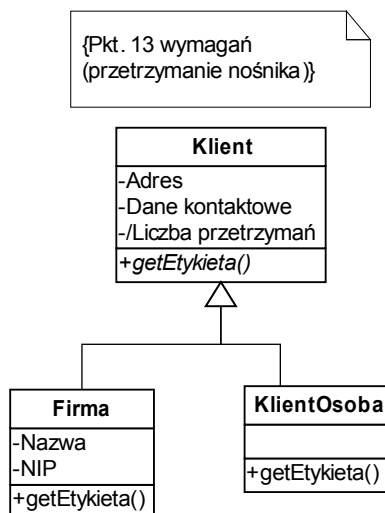 {Pkt. 13 wymagań
(przetrzymanie nośnika)}
Klient
-Adres
-Dane kontaktowe
-/Liczba przetrzymań
+getEtykieta()
Firma
-Nazwa
-NIP
+getEtykieta()
KlientOsoba
+getEtykieta()